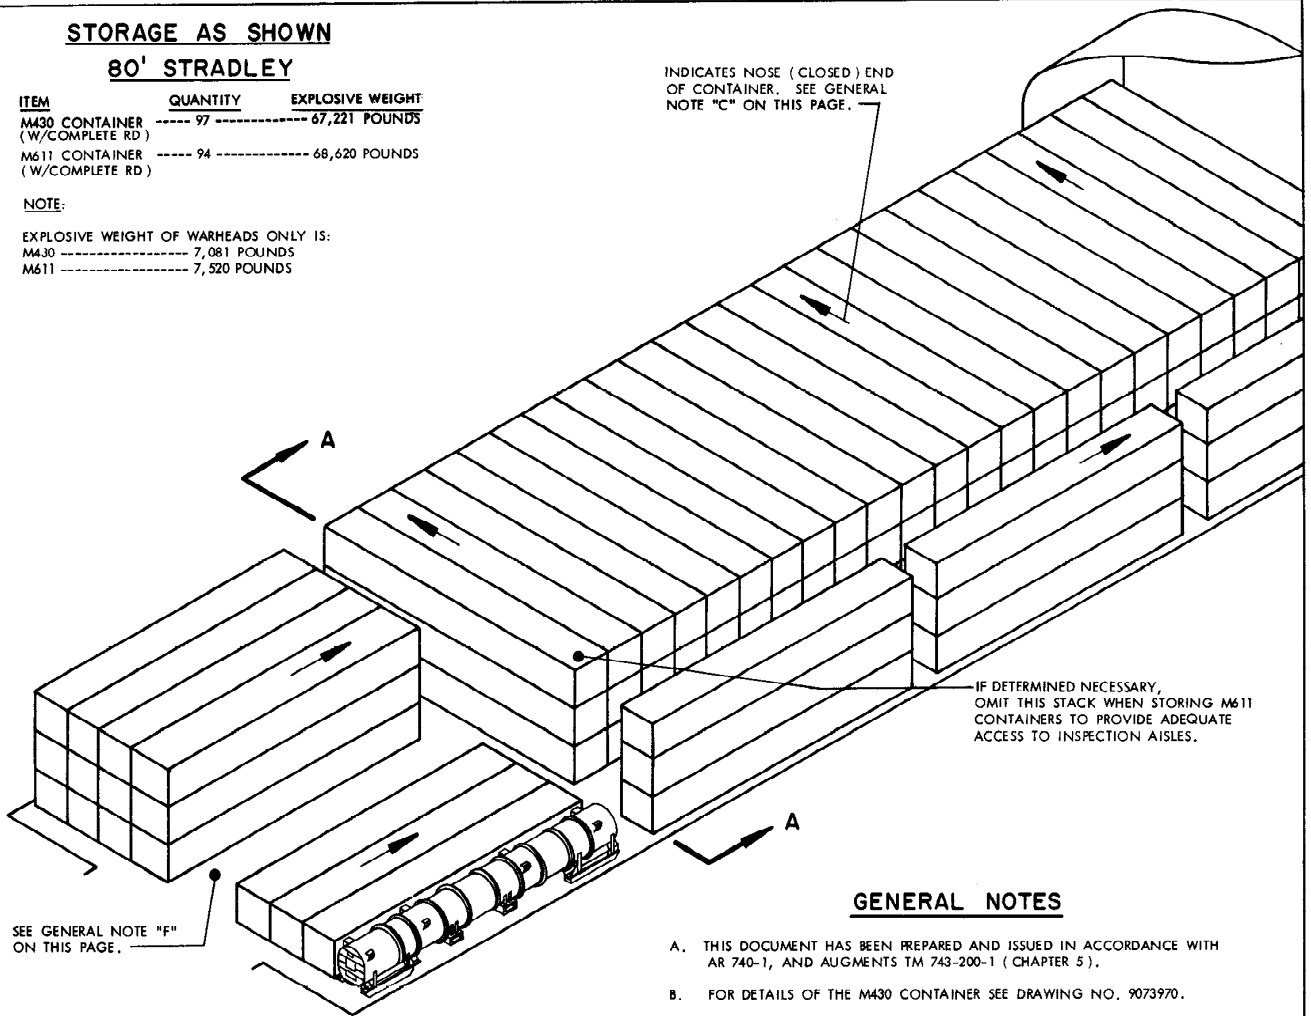 STORAGE AS SHOWN
80' STRADLEY
ITEM QUANTITY EXPLOSIVE WEIGHT
M430 CONTAINER ----- 97 ------------- 67,221 POUNDS
(W/COMPLETE RD)
M611 CONTAINER ----- 94 ------------- 68,620 POUNDS
(W/COMPLETE RD)
NOTE:
EXPLOSIVE WEIGHT OF WARHEADS ONLY IS:
M430 ------------------- 7,081 POUNDS
M611 ------------------- 7,520 POUNDS
INDICATES NOSE (CLOSED) END
OF CONTAINER. SEE GENERAL
NOTE "C" ON THIS PAGE.
A
IF DETERMINED NECESSARY,
OMIT THIS STACK WHEN STORING M611
CONTAINERS TO PROVIDE ADEQUATE
ACCESS TO INSPECTION AISLES.
A
SEE GENERAL NOTE "F"
ON THIS PAGE.
GENERAL NOTES
A. THIS DOCUMENT HAS BEEN PREPARED AND ISSUED IN ACCORDANCE WITH
AR 740-1, AND AUGMENTS TM 743-200-1 (CHAPTER 5).
B. FOR DETAILS OF THE M430 CONTAINER SEE DRAWING NO. 9073970.